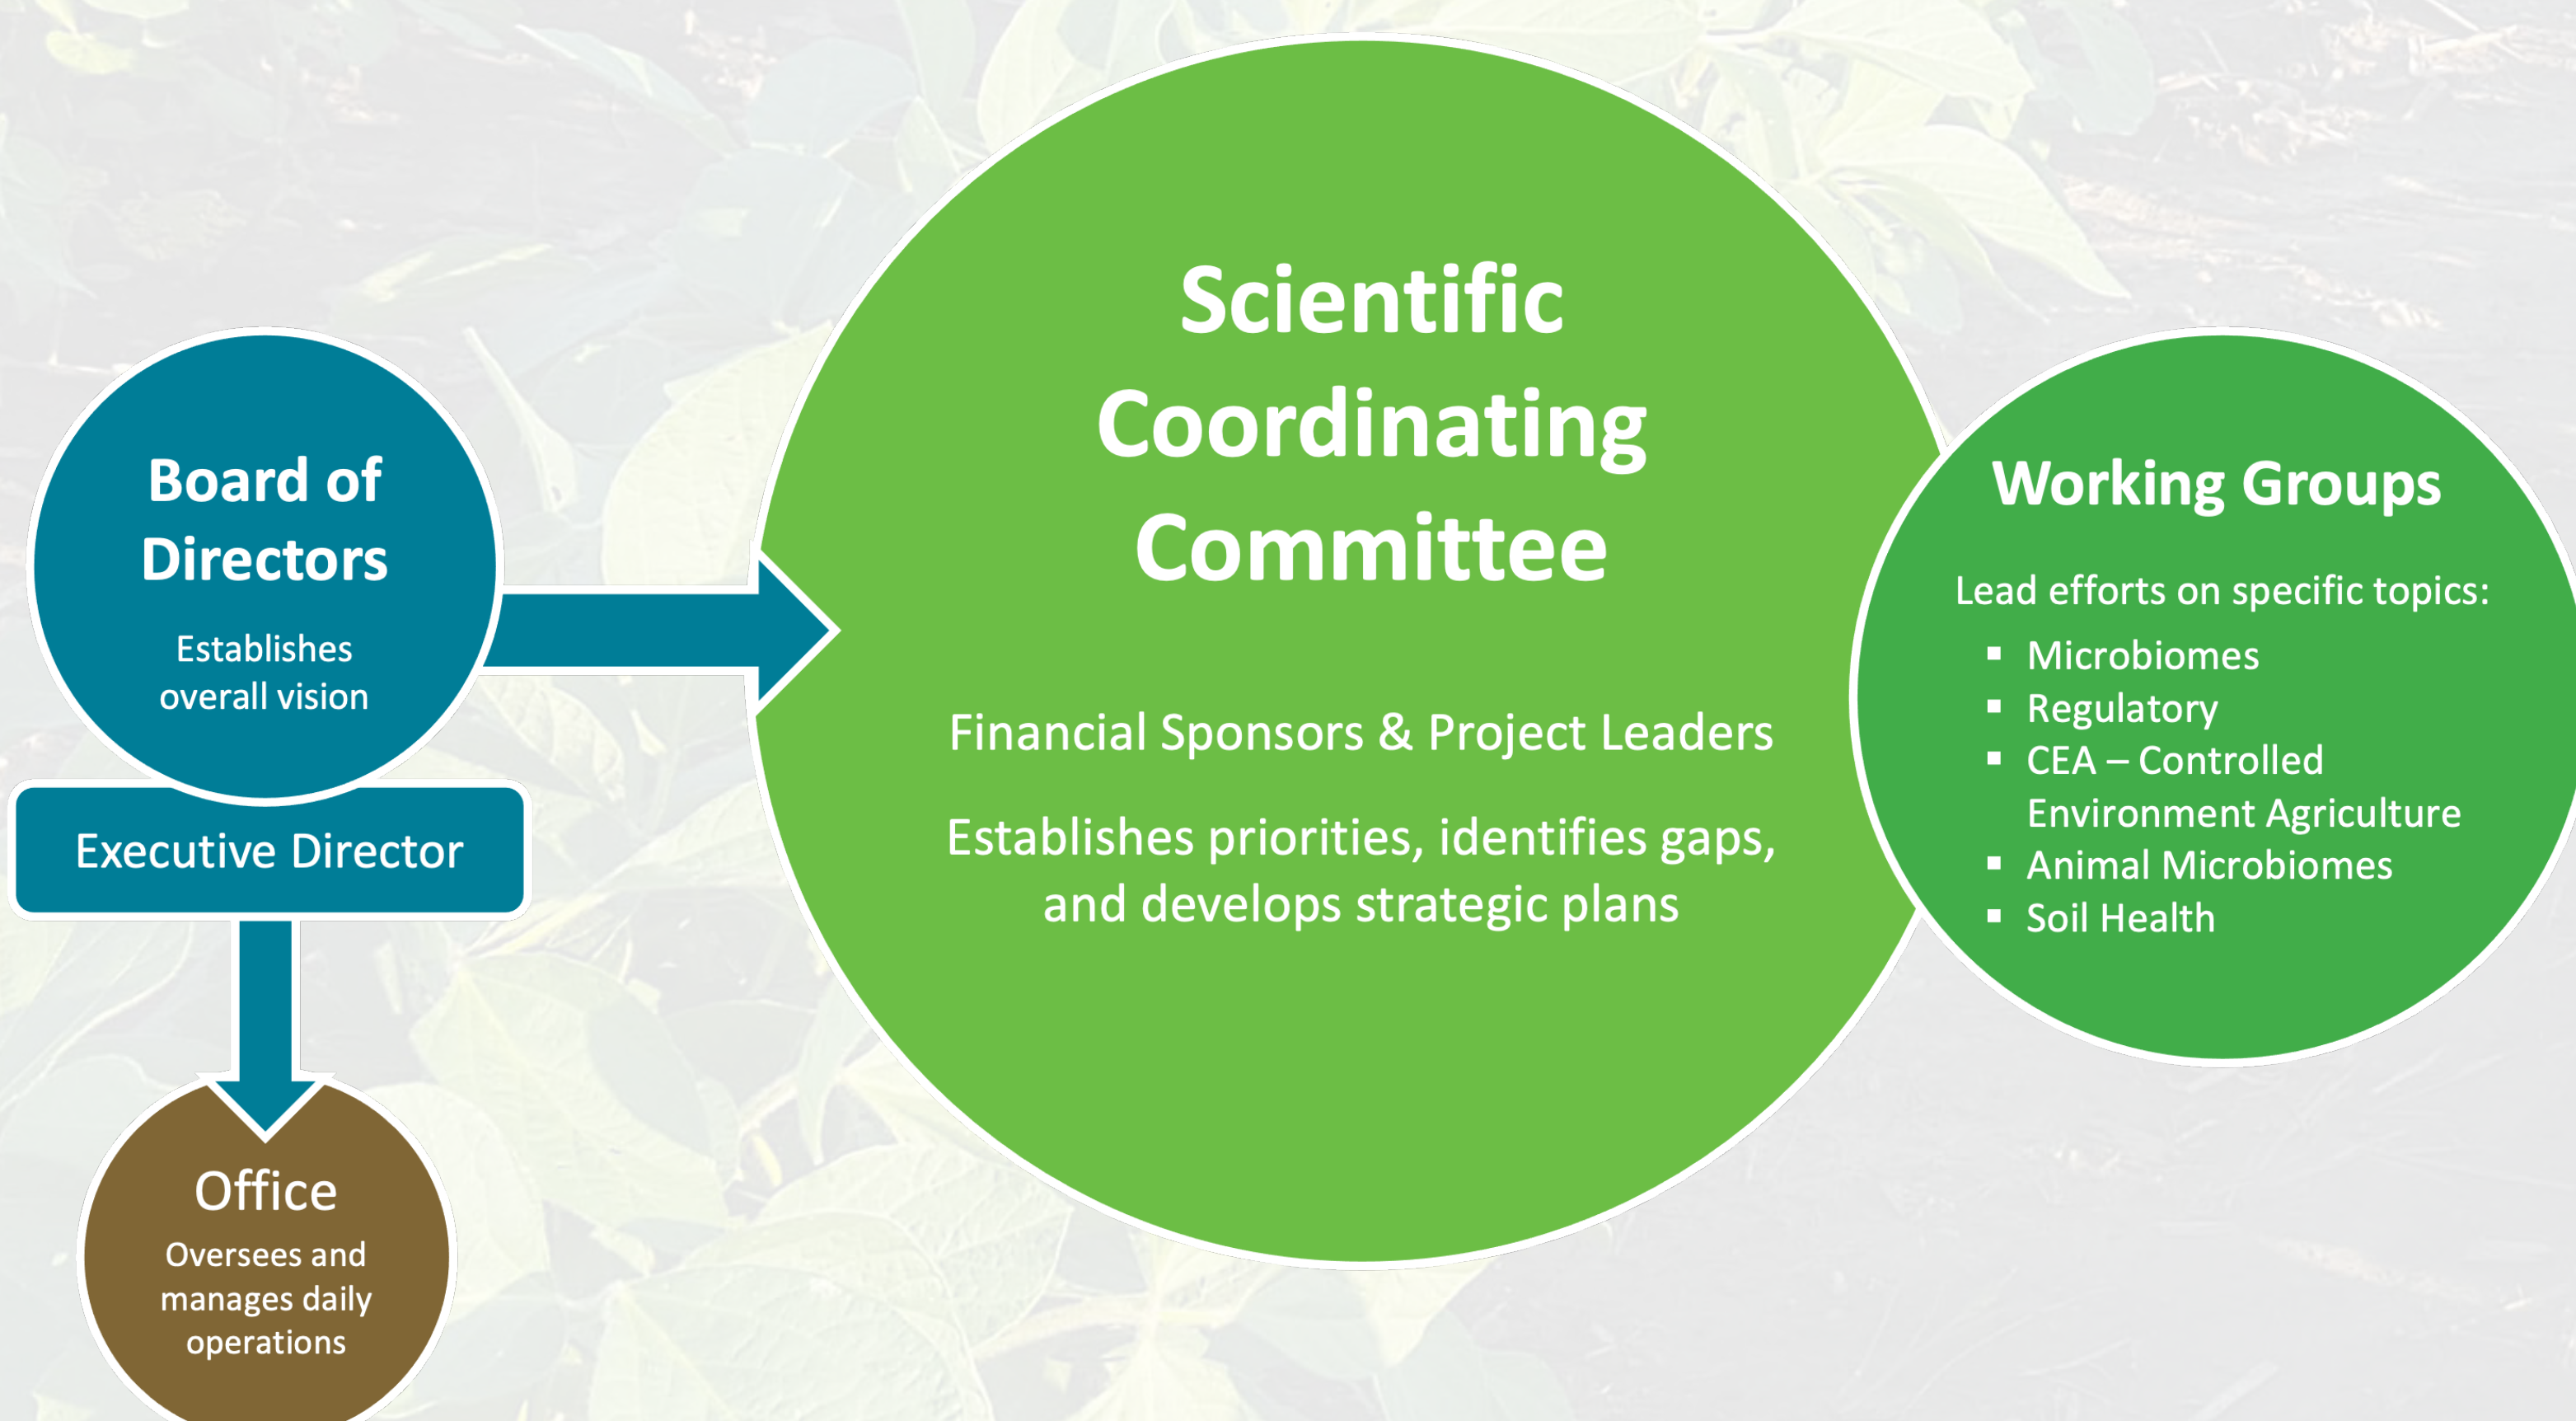 Board of
Directors
Establishes
overall vision
Executive Director
Office
Oversees and
manages daily
operations
Scientific
Coordinating
Committee
Financial Sponsors & Project Leaders
Establishes priorities, identifies gaps,
and develops strategic plans
Working Groups
Lead efforts on specific topics:
▪ Microbiomes
▪ Regulatory
▪ CEA – Controlled
Environment Agriculture
▪ Animal Microbiomes
▪ Soil Health